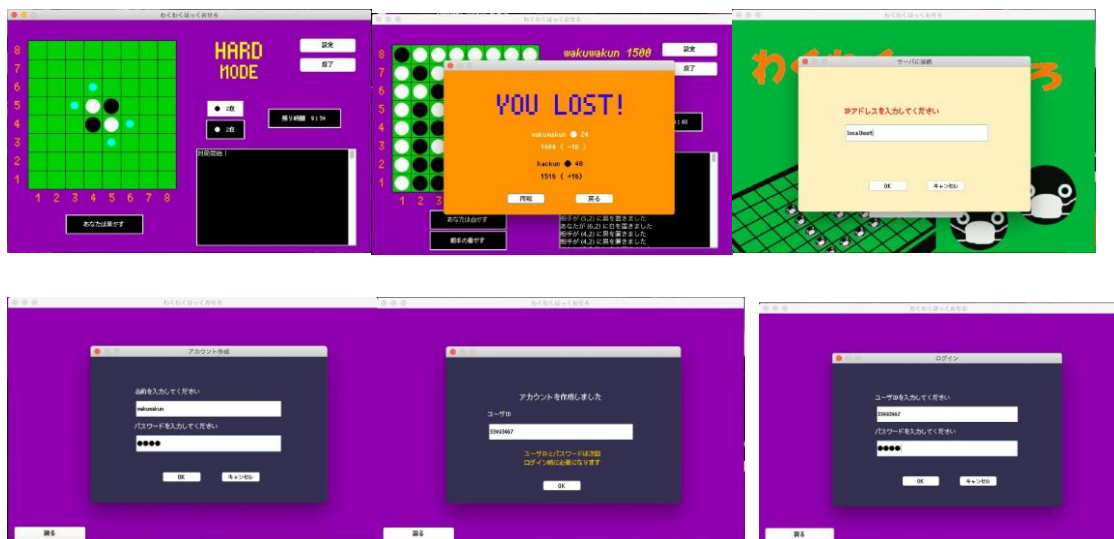 わくわくはっくおせろ
HARD
MODE
設定
終了
8
7
6
5
4
3
2
1
1 2 3 4 5 6 7 8
● 2枚
● 2枚
残り時間 9:54
対局開始！
あなたは黒です
わくわくはっくおせろ
wakuwakun 1500
設定
終了
8
7
6
5
4
3
2
1
1 2 3
YOU LOST!
wakuwakun ● 24
1484 ( -16 )
hackun ● 40
1516 ( +16)
再戦
戻る
あなたは白です
相手の番です
相手が (5,2) に黒を置きました
あなたが (6,2) に白を置きました
相手が (4,2) に黒を置きました
わくわくはっくおせろ
サーバに接続
IPアドレスを入力してください
localhost
OK
キャンセル
わくわくはっくおせろ
アカウント作成
名前を入力してください
wakuwakun
パスワードを入力してください
●●●●
OK
キャンセル
戻る
わくわくはっくおせろ
アカウントを作成しました
ユーザID
33493467
ユーザIDとパスワードは次回
ログイン時に必要になります
OK
戻る
わくわくはっくおせろ
ログイン
ユーザIDを入力してください
33493467
パスワードを入力してください
●●●●
OK
キャンセル
戻る